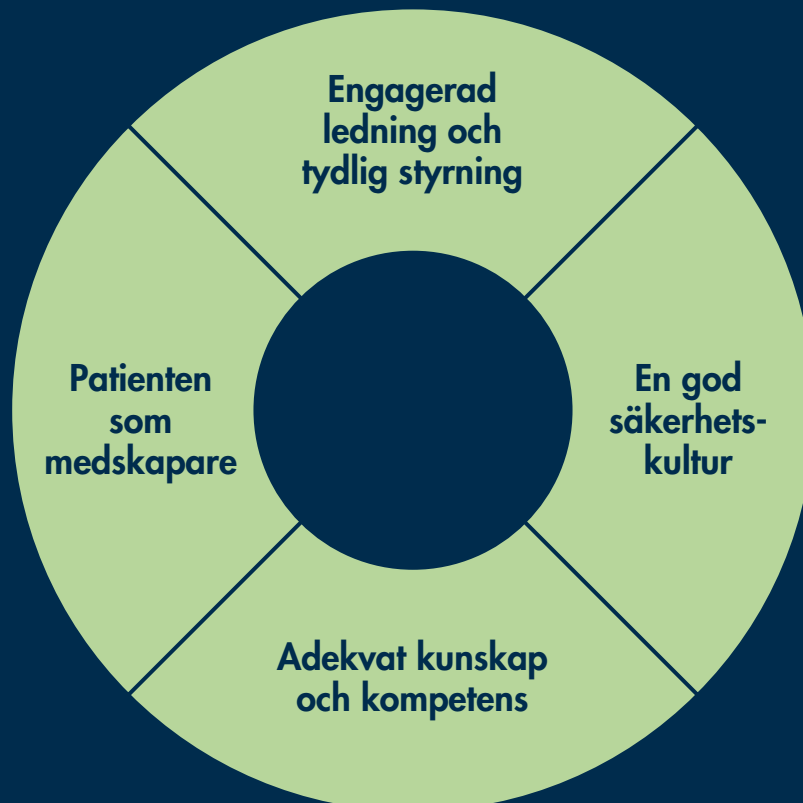 Engagerad
ledning och
tydlig styrning
Patienten
som
medskapare
En god
säkerhets-
kultur
Adekvat kunskap
och kompetens